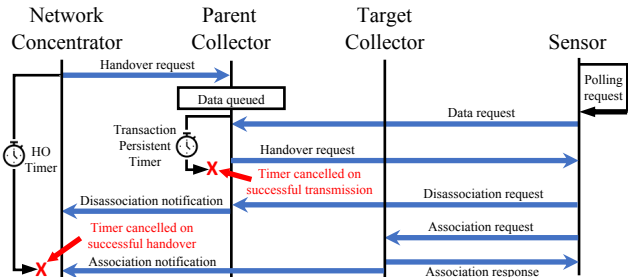 Network
Concentrator
Parent
Collector
Target
Collector
Sensor
Handover request
Polling
request
Data queued
Data request
Transaction
Persistent
Timer
HO
Timer
Handover request
X
Timer cancelled on
successful transmission
Disassociation request
Disassociation notification
Timer cancelled on
successful handover
Association request
X
Association notification
Association response